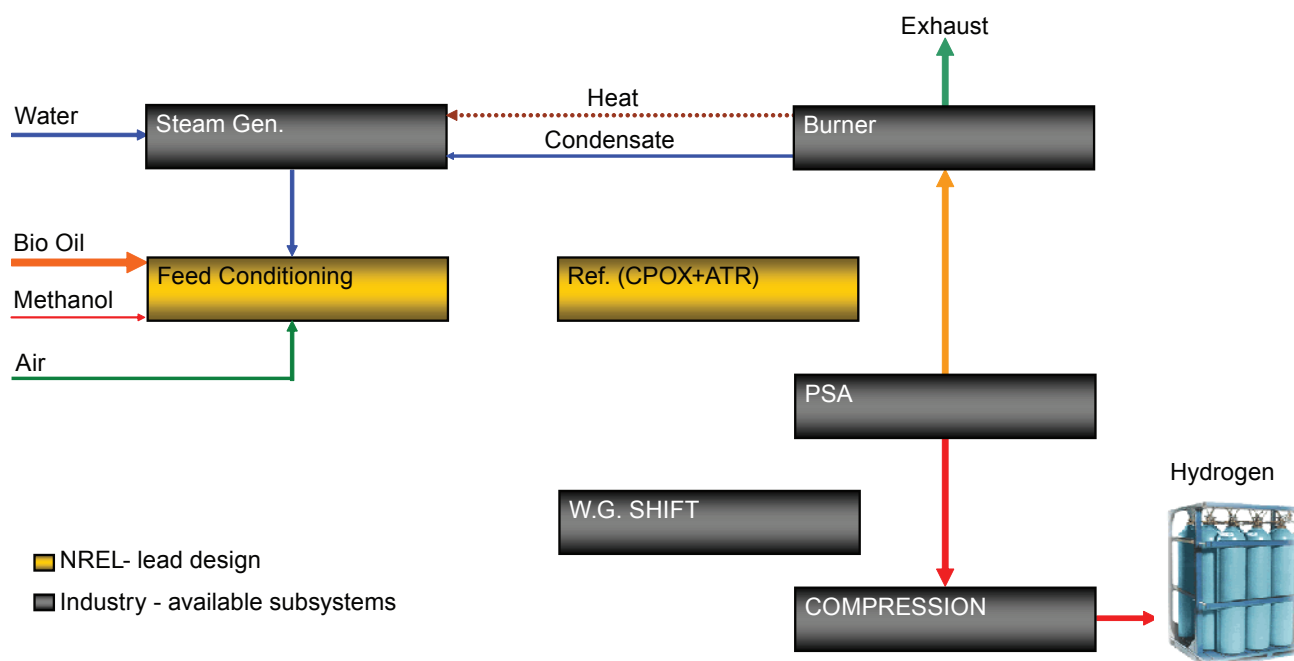 Exhaust
Water
Steam Gen.
Heat
Condensate
Burner
Bio Oil
Feed Conditioning
Ref. (CPOX+ATR)
Methanol
Air
PSA
Hydrogen
W.G. SHIFT
NREL- lead design
Industry - available subsystems
COMPRESSION